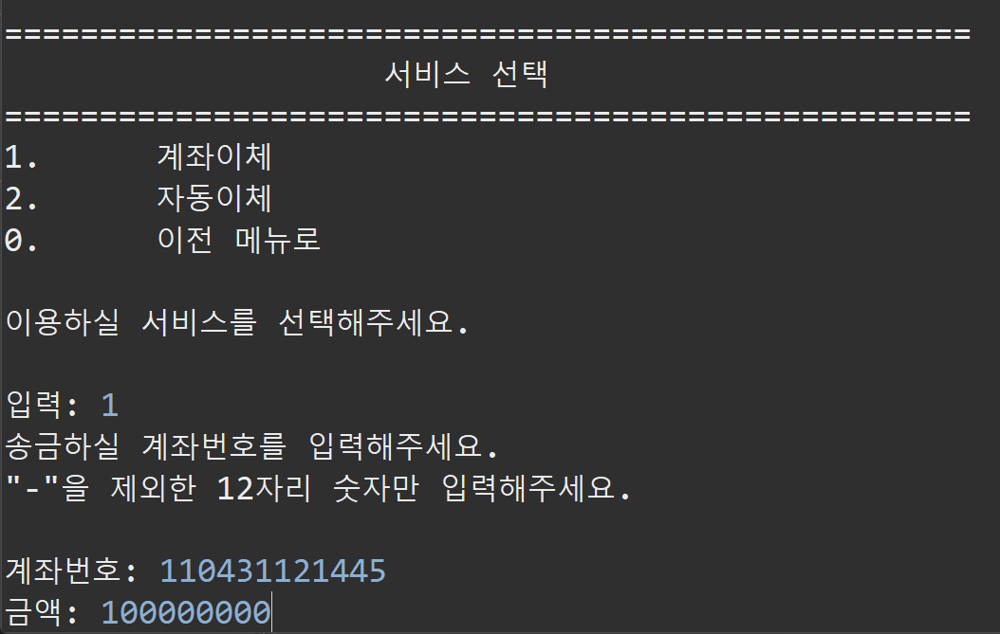 ===================================================
서비스 선택
===================================================
1. 계좌이체
2. 자동이체
0. 이전 메뉴로
이용하실 서비스를 선택해주세요.
입력: 1
송금하실 계좌번호를 입력해주세요.
"-"을 제외한 12자리 숫자만 입력해주세요.
계좌번호: 110431121445
금액: 100000000